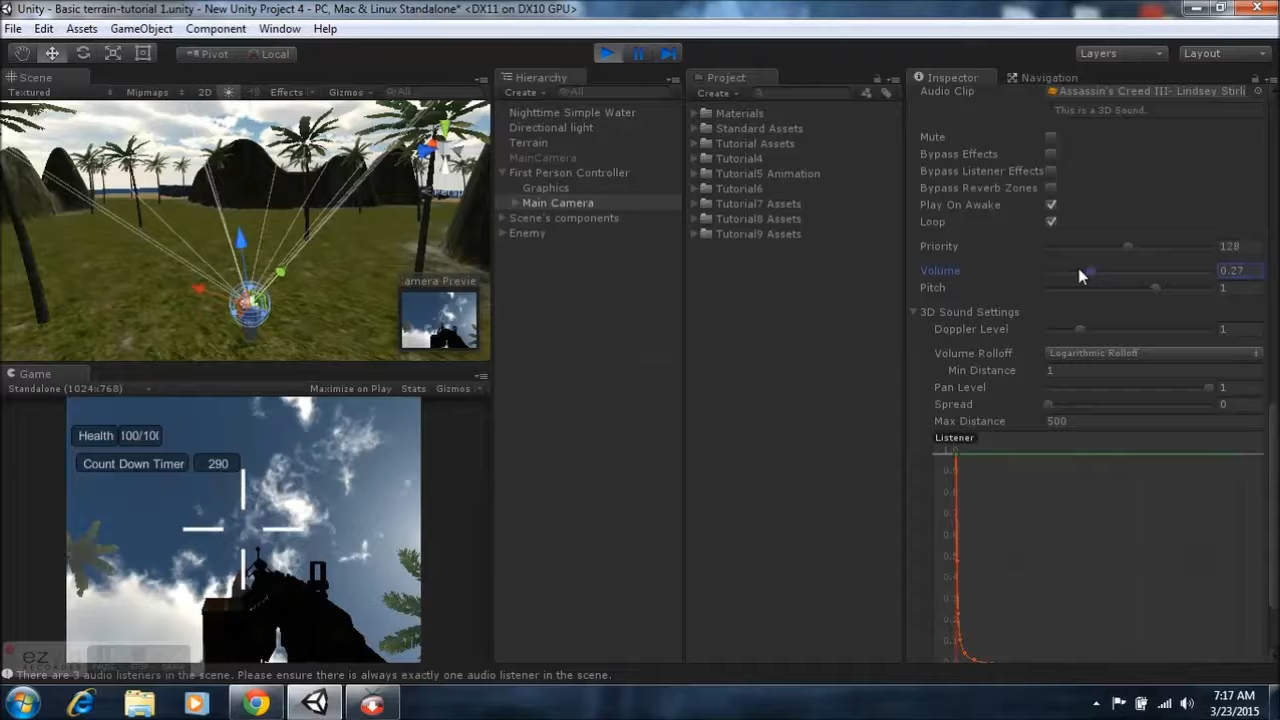 Unity - Basic terrain-tutorial 1.unity - New Unity Project 4 - PC, Mac & Linux Standalone* <DX11 on DX10 GPU>
File Edit Assets GameObject Component Window Help
Pivot Local Layers Layout
Scene
Textured Mipmaps 2D Effects Gizmos All
amera Previe
Game
Standalone (1024x768) Maximize on Play Stats Gizmos
Health 100/10
Count Down Timer 290
Hierarchy
Create All
Nighttime Simple Water
Directional light
Terrain
MainCamera
First Person Controller
Graphics
Main Camera
Scene's components
Enemy
Project
Create
Materials
Standard Assets
Tutorial Assets
Tutorial4
Tutorial5 Animation
Tutorial6
Tutorial7 Assets
Tutorial8 Assets
Tutorial9 Assets
Inspector Navigation
Audio Clip Assassin's Creed III- Lindsey Stirli
This is a 3D Sound.
Mute
Bypass Effects
Bypass Listener Effects
Bypass Reverb Zones
Play On Awake
Loop
Priority 128
Volume 0.27
Pitch 1
3D Sound Settings
Doppler Level 1
Volume Rolloff Logarithmic Rolloff
Min Distance 1
Pan Level 1
Spread 0
Max Distance 500
Listener
ez
RECORDER
There are 3 audio listeners in the scene. Please ensure there is always exactly one audio listener in the scene.
7:17 AM
3/23/2015